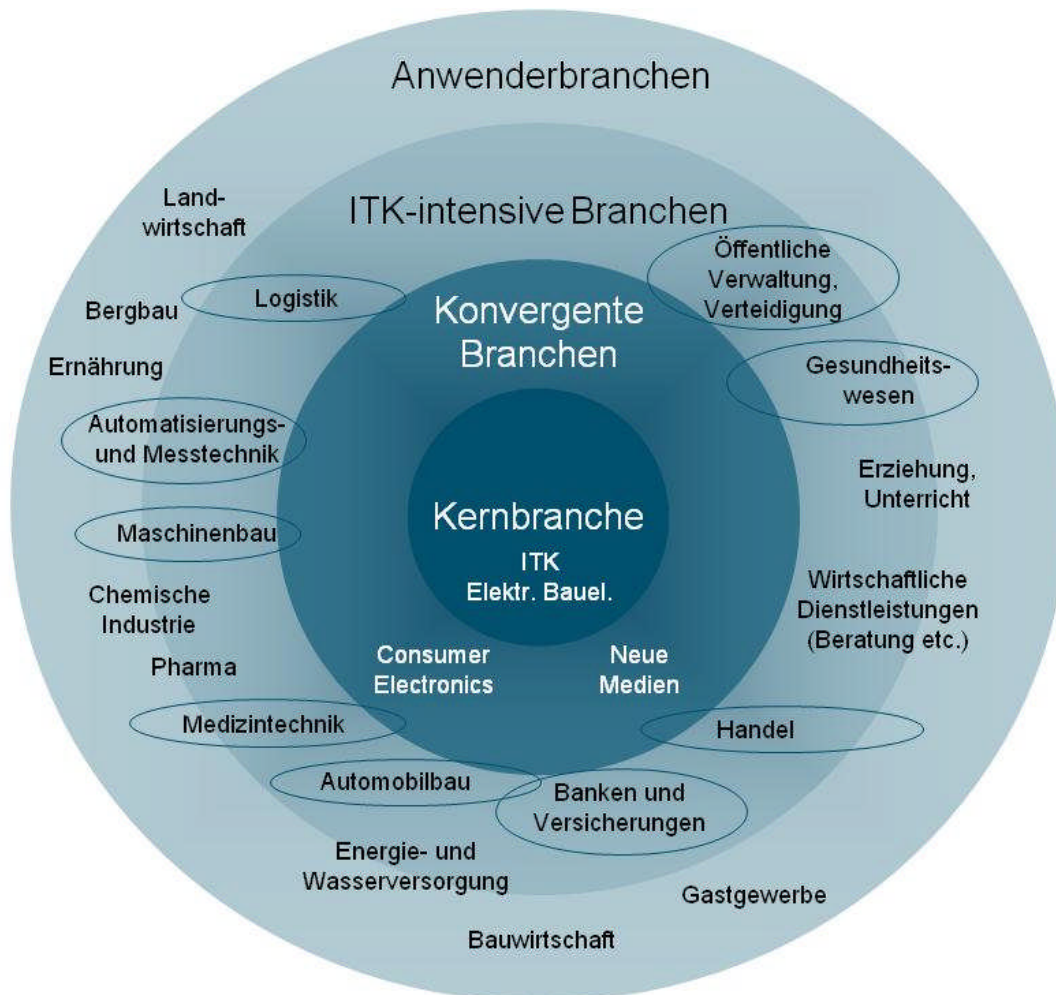 Anwenderbranchen
ITK-intensive Branchen
Konvergente
Branchen
Kernbranche
ITK
Elektr. Bauel.
Consumer
Electronics
Neue
Medien
Land-
wirtschaft
Bergbau
Logistik
Ernährung
Automatisierungs-
und Messtechnik
Maschinenbau
Chemische
Industrie
Pharma
Medizintechnik
Automobilbau
Energie- und
Wasserversorgung
Bauwirtschaft
Öffentliche
Verwaltung,
Verteidigung
Gesundheits-
wesen
Erziehung,
Unterricht
Wirtschaftliche
Dienstleistungen
(Beratung etc.)
Handel
Banken und
Versicherungen
Gastgewerbe